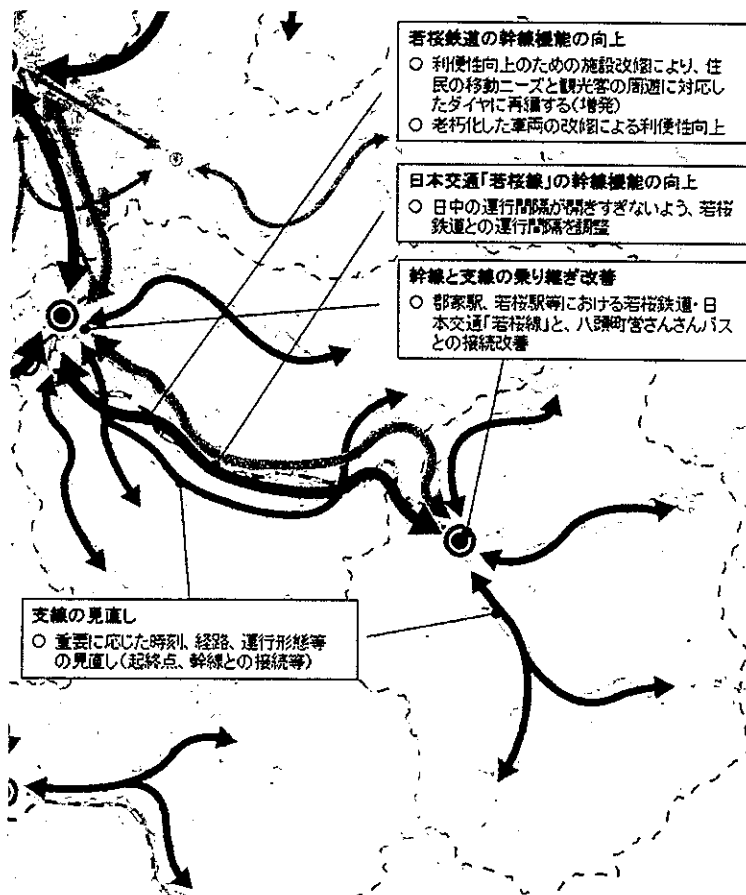 若桜鉄道の幹線機能の向上
○ 利便性向上のための施設改修により、住
民の移動ニーズと観光客の周遊に対応し
たダイヤに再編する(増発)
○ 老朽化した車両の改修による利便性向上
日本交通「若桜線」の幹線機能の向上
○ 日中の運行間隔が開きすぎないよう、若桜
鉄道との運行間隔を調整
幹線と支線の乗り継ぎ改善
○ 郡家駅、若桜駅等における若桜鉄道・日
本交通「若桜線」と、八頭町営さんさんバス
との接続改善
支線の見直し
○ 重要に応じた時刻、経路、運行形態等
の見直し(起終点、幹線との接続等)